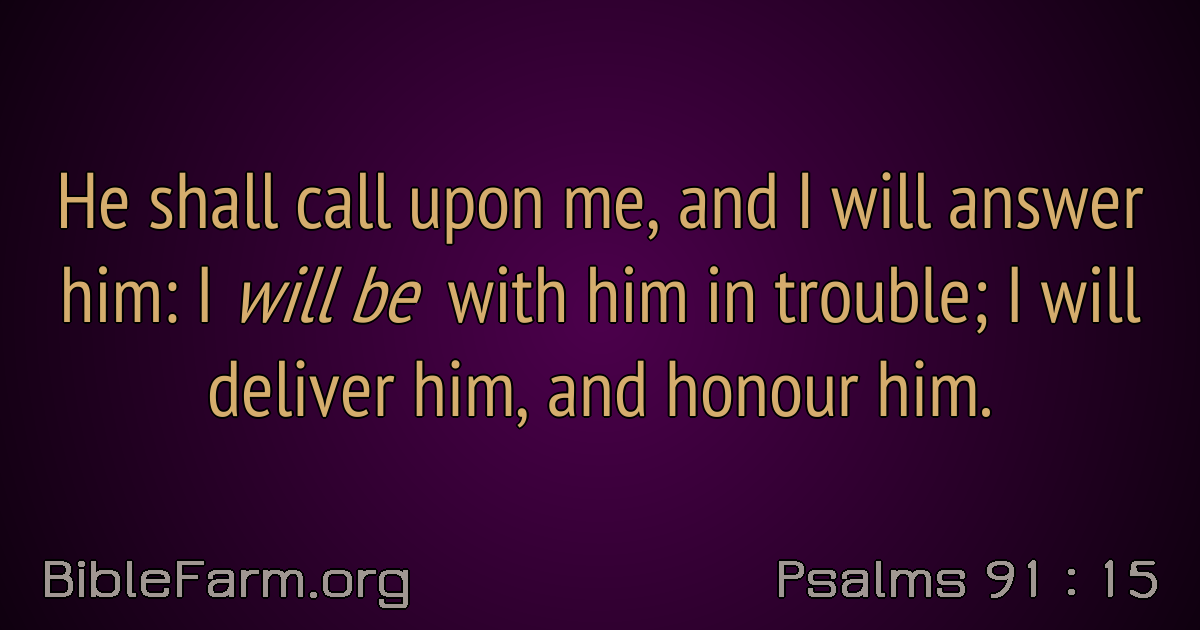 He shall call upon me, and I will answer
him: I will be with him in trouble; I will
deliver him, and honour him.
BibleFarm.org
Psalms 91 : 15